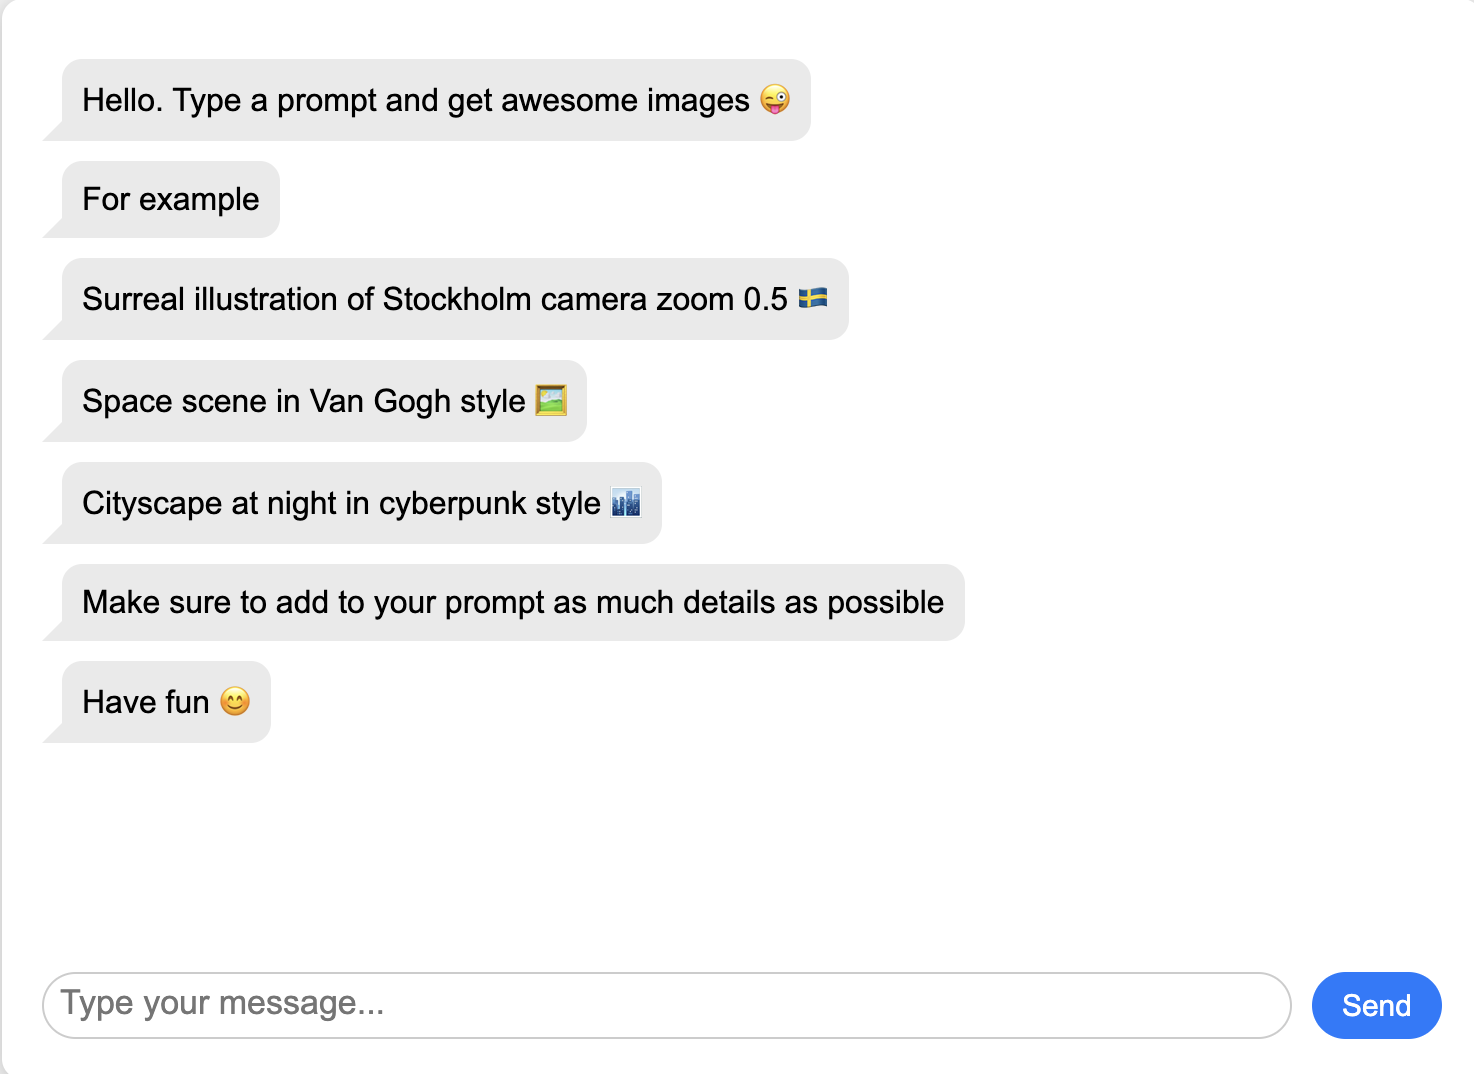 Hello. Type a prompt and get awesome images 😜
For example
Surreal illustration of Stockholm camera zoom 0.5 🇸🇪
Space scene in Van Gogh style 🖼️
Cityscape at night in cyberpunk style 🏙️
Make sure to add to your prompt as much details as possible
Have fun 😊
Type your message...
Send